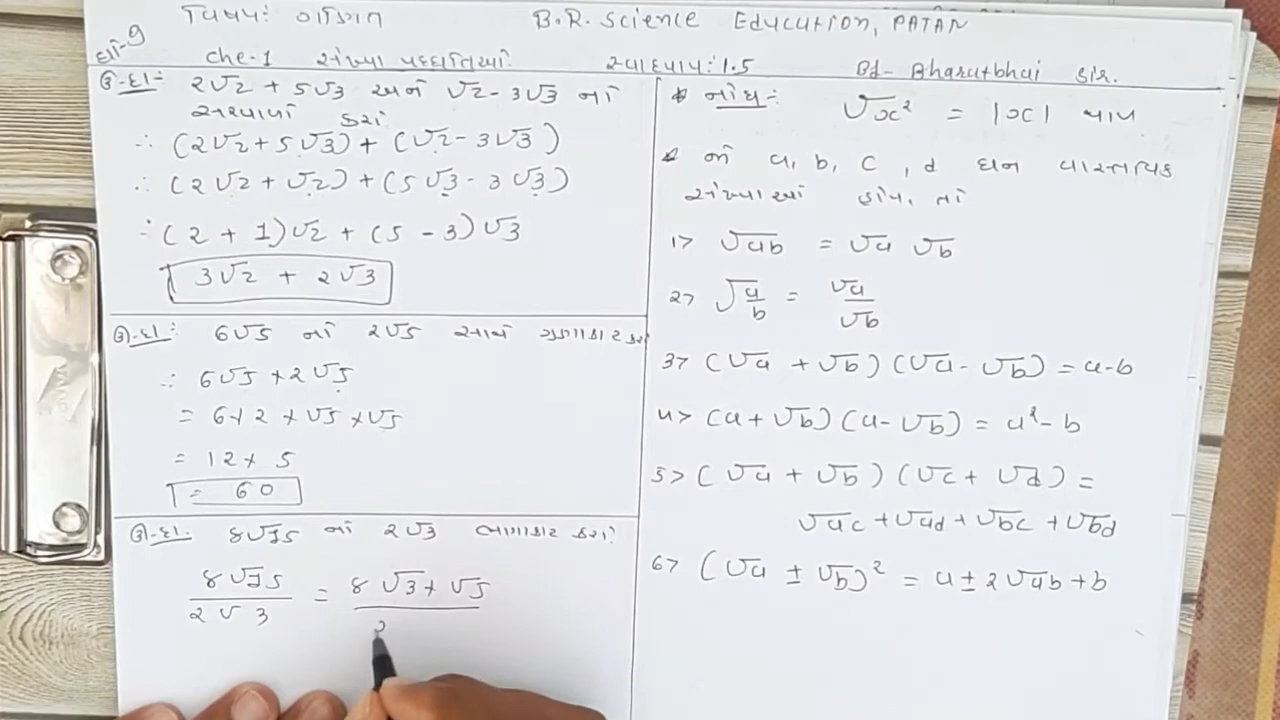 વિષય: ગણિત B.R. Science Education, PATAN
ધો-9 Che-1 સંખ્યા પદ્ધતિઓ. સ્વાધ્યાય: 1.5 By- Bharatbhai sir.
ઉ-દા: 2√2 + 5√3 અને √2 - 3√3 નો
સરવાળો કરો
∴ (2√2 + 5√3) + (√2 - 3√3)
∴ (2√2 + √2) + (5√3 - 3√3)
∴ (2 + 1)√2 + (5 - 3)√3
3√2 + 2√3
ઉ-દા: 6√5 નો 2√5 સાથે ગુણાકાર કરો
∴ 6√5 × 2√5
= 6 × 2 × √5 × √5
= 12 × 5
= 60
ઉ-દા. 8√15 નો 2√3 ભાગાકાર કરો
8√15 / 2√3 = 8√3 × √5
* નોંધ: √x² = |x| થાય
* જો a, b, c, d ધન વાસ્તવિક
સંખ્યાઓ હોય, તો
1> √ab = √a √b
2> √a/b = √a/√b
3> (√a + √b) (√a - √b) = a-b
4> (a + √b) (a - √b) = a² - b
5> (√a + √b) (√c + √d) =
√ac + √ad + √bc + √bd
6> (√a ± √b)² = a ± 2√ab + b